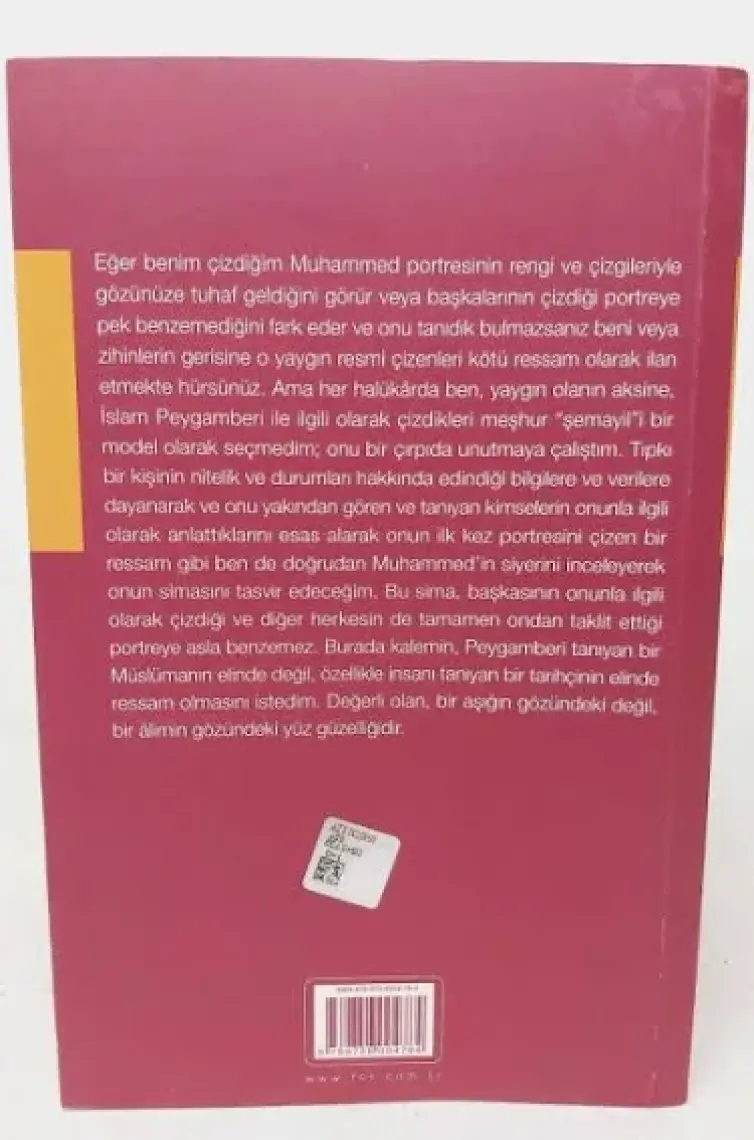 Eğer benim çizdiğim Muhammed portresinin rengi ve çizgileriyle
gözünüze tuhaf geldiğini görür veya başkalarının çizdiği portreye
pek benzemediğini fark eder ve onu tanıdık bulmazsanız beni veya
zihinlerin gerisine o yaygın resmi çizenleri kötü ressam olarak ilan
etmekte hürsünüz. Ama her halükârda ben, yaygın olanın aksine,
İslam Peygamberi ile ilgili olarak çizdikleri meşhur “şemayil”i bir
model olarak seçmedim; onu bir çırpıda unutmaya çalıştım. Tıpkı
bir kişinin nitelik ve durumları hakkında edindiği bilgilere ve verilere
dayanarak ve onu yakından gören ve tanıyan kimselerin onunla ilgili
olarak anlattıklarını esas alarak onun ilk kez portresini çizen bir
ressam gibi ben de doğrudan Muhammed’in siyerini inceleyerek
onun simasını tasvir edeceğim. Bu sima, başkasının onunla ilgili
olarak çizdiği ve diğer herkesin de tamamen ondan taklit ettiği
portreye asla benzemez. Burada kalemin, Peygamberi tanıyan bir
Müslümanın elinde değil, özellikle insanı tanıyan bir tarihçinin elinde
ressam olmasını istedim. Değerli olan, bir aşığın gözündeki değil,
bir âlimin gözündeki yüz güzelliğidir.